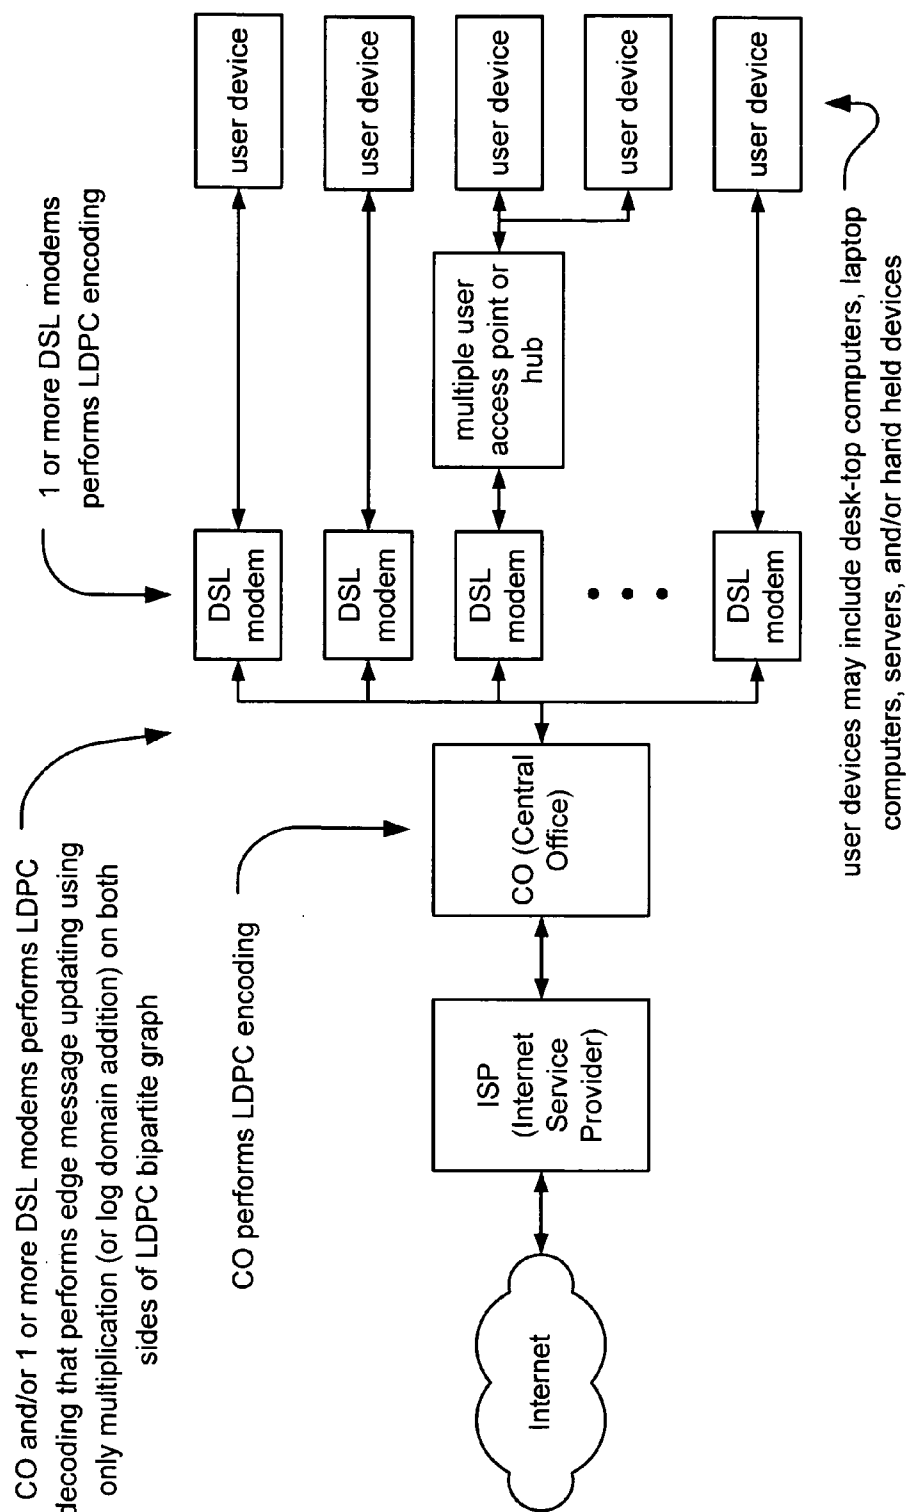 CO and/or 1 or more DSL modems performs LDPC
decoding that performs edge message updating using
only multiplication (or log domain addition) on both
sides of LDPC bipartite graph
1 or more DSL modems
performs LDPC encoding
CO performs LDPC encoding
Internet
ISP
(Internet
Service
Provider)
CO (Central
Office)
DSL
modem
user device
DSL
modem
user device
DSL
modem
multiple user
access point or
hub
user device
user device
DSL
modem
user device
user devices may include desk-top computers, laptop
computers, servers, and/or hand held devices